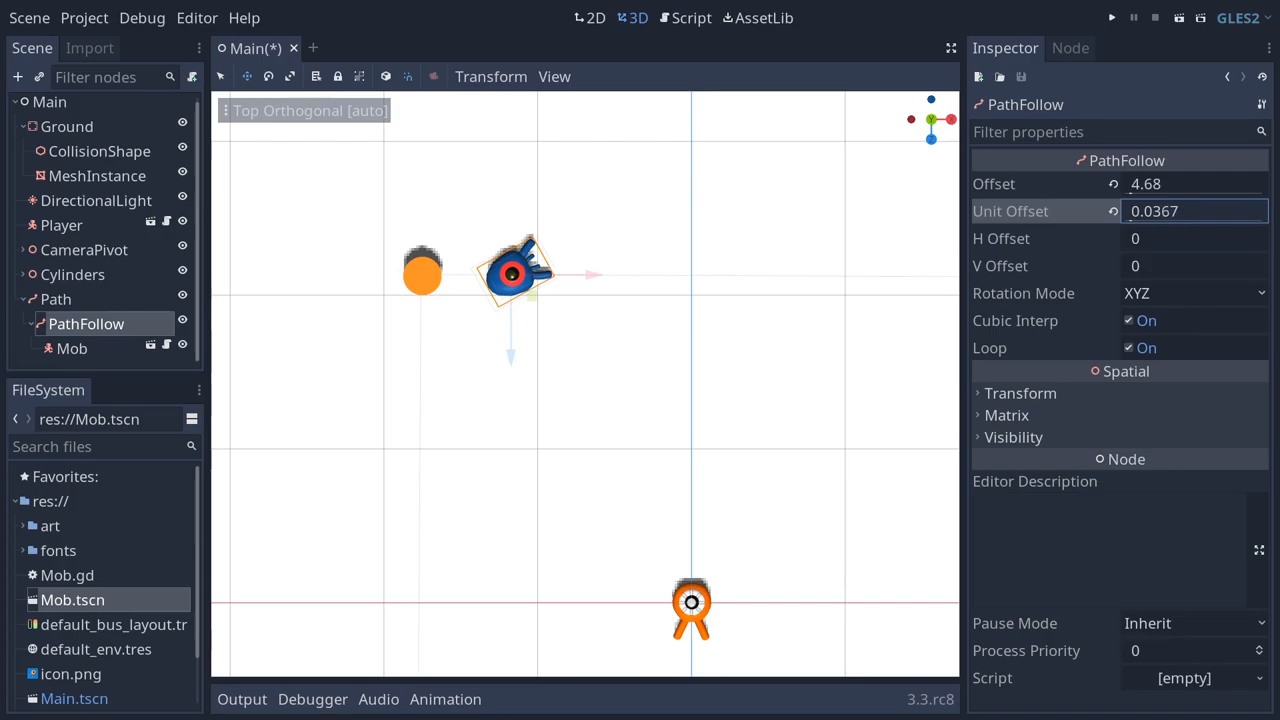 Scene Project Debug Editor Help
2D 3D Script AssetLib
GLES2
Scene Import
Filter nodes
Main
Ground
CollisionShape
MeshInstance
DirectionalLight
Player
CameraPivot
Cylinders
Path
PathFollow
Mob
FileSystem
res://Mob.tscn
Search files
Favorites:
res://
art
fonts
Mob.gd
Mob.tscn
default_bus_layout.tr
default_env.tres
icon.png
Main.tscn
Main(*)
Transform View
Top Orthogonal [auto]
Y
X
Z
Output Debugger Audio Animation 3.3.rc8
Inspector Node
PathFollow
Filter properties
PathFollow
Offset 4.68
Unit Offset 0.0367
H Offset 0
V Offset 0
Rotation Mode XYZ
Cubic Interp On
Loop On
Spatial
Transform
Matrix
Visibility
Node
Editor Description
Pause Mode Inherit
Process Priority 0
Script [empty]